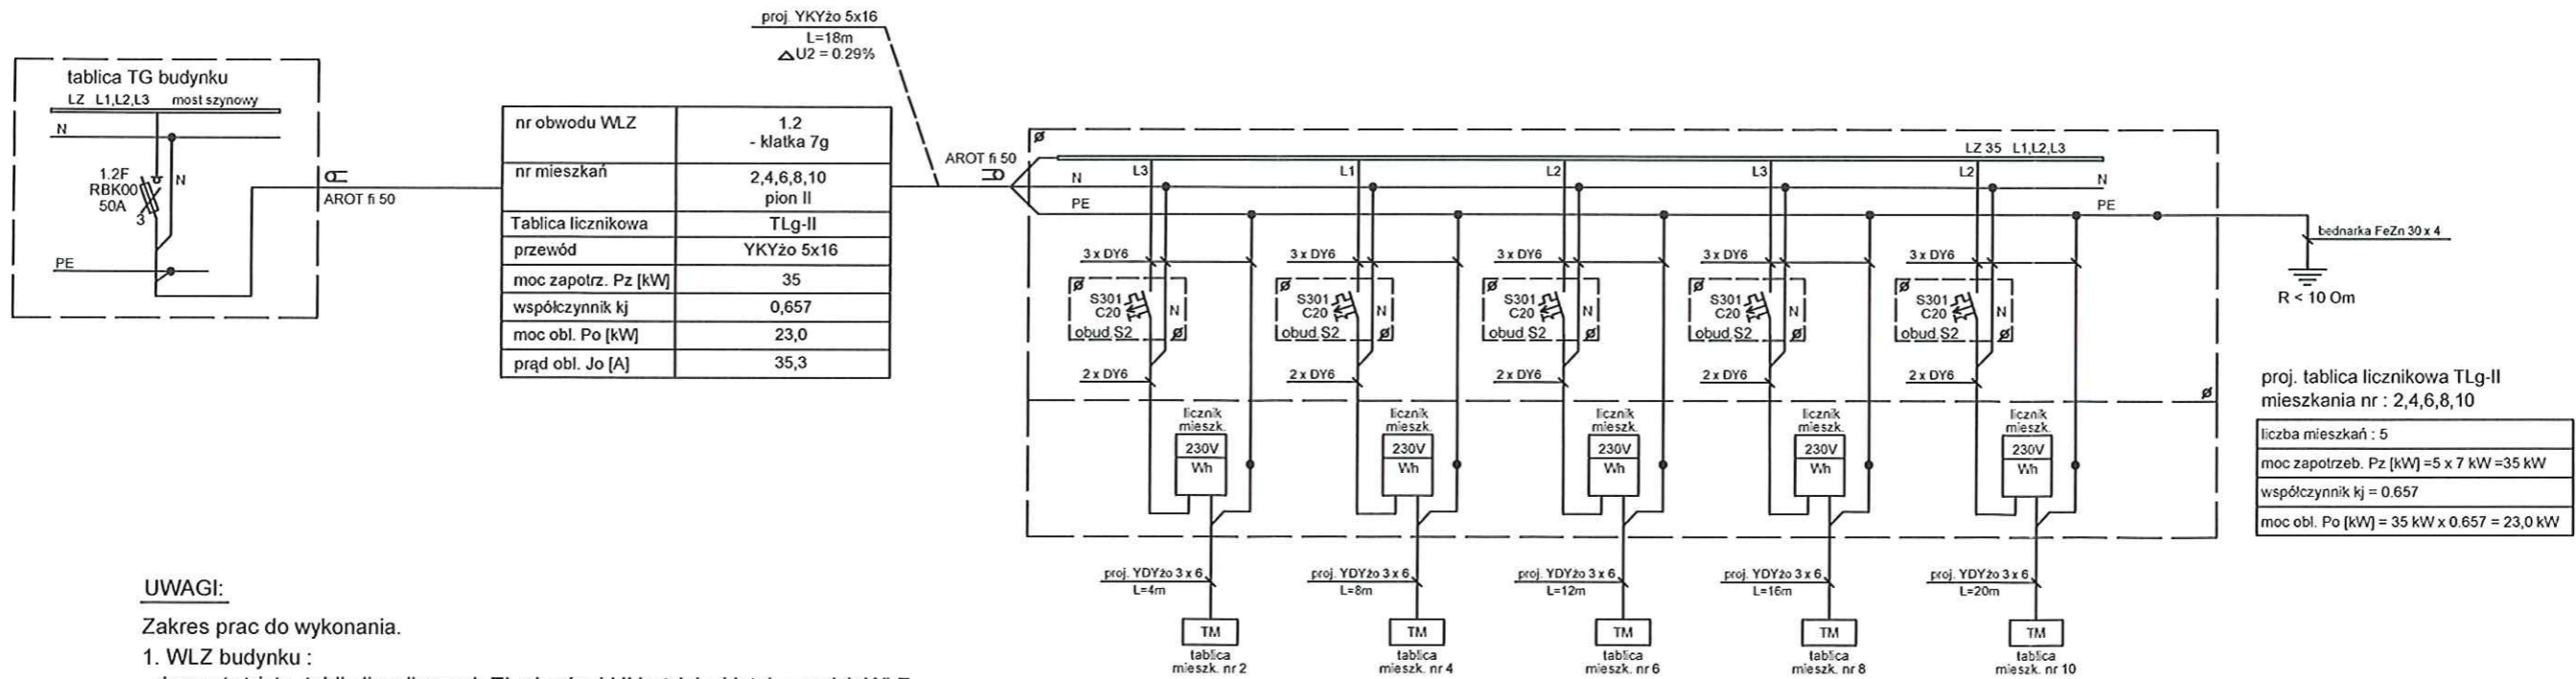 proj. YKYżo 5x16
L=18m
△U2 = 0.29%
tablica TG budynku
LZ L1,L2,L3 most szynowy
N
1.2F
RBK00
50A
3
N
PE
AROT fi 50
nr obwodu WLZ
1.2
- klatka 7g
nr mieszkań
2,4,6,8,10
pion II
Tablica licznikowa
TLg-II
przewód
YKYżo 5x16
moc zapotrz. Pz [kW]
35
współczynnik kj
0,657
moc obl. Po [kW]
23,0
prąd obl. Jo [A]
35,3
AROT fi 50
LZ 35 L1,L2,L3
L3
L1
L2
L3
L2
N
N
PE
PE
3 x DY6
3 x DY6
3 x DY6
3 x DY6
3 x DY6
S301
C20
N
obud.S2
S301
C20
N
obud.S2
S301
C20
N
obud.S2
S301
C20
N
obud.S2
S301
C20
N
obud.S2
2 x DY6
2 x DY6
2 x DY6
2 x DY6
2 x DY6
licznik
mieszk.
230V
Wh
licznik
mieszk.
230V
Wh
licznik
mieszk.
230V
Wh
licznik
mieszk.
230V
Wh
licznik
mieszk.
230V
Wh
proj. YDYżo 3 x 6
L=4m
proj. YDYżo 3 x 6
L=8m
proj. YDYżo 3 x 6
L=12m
proj. YDYżo 3 x 6
L=16m
proj. YDYżo 3 x 6
L=20m
TM
tablica
mieszk. nr 2
TM
tablica
mieszk. nr 4
TM
tablica
mieszk. nr 6
TM
tablica
mieszk. nr 8
TM
tablica
mieszk. nr 10
bednarka FeZn 30 x 4
R < 10 Om
proj. tablica licznikowa TLg-II
mieszkania nr : 2,4,6,8,10
liczba mieszkań : 5
moc zapotrzeb. Pz [kW] =5 x 7 kW =35 kW
współczynnik kj = 0.657
moc obl. Po [kW] = 35 kW x 0.657 = 23,0 kW
UWAGI:
Zakres prac do wykonania.
1. WLZ budynku :